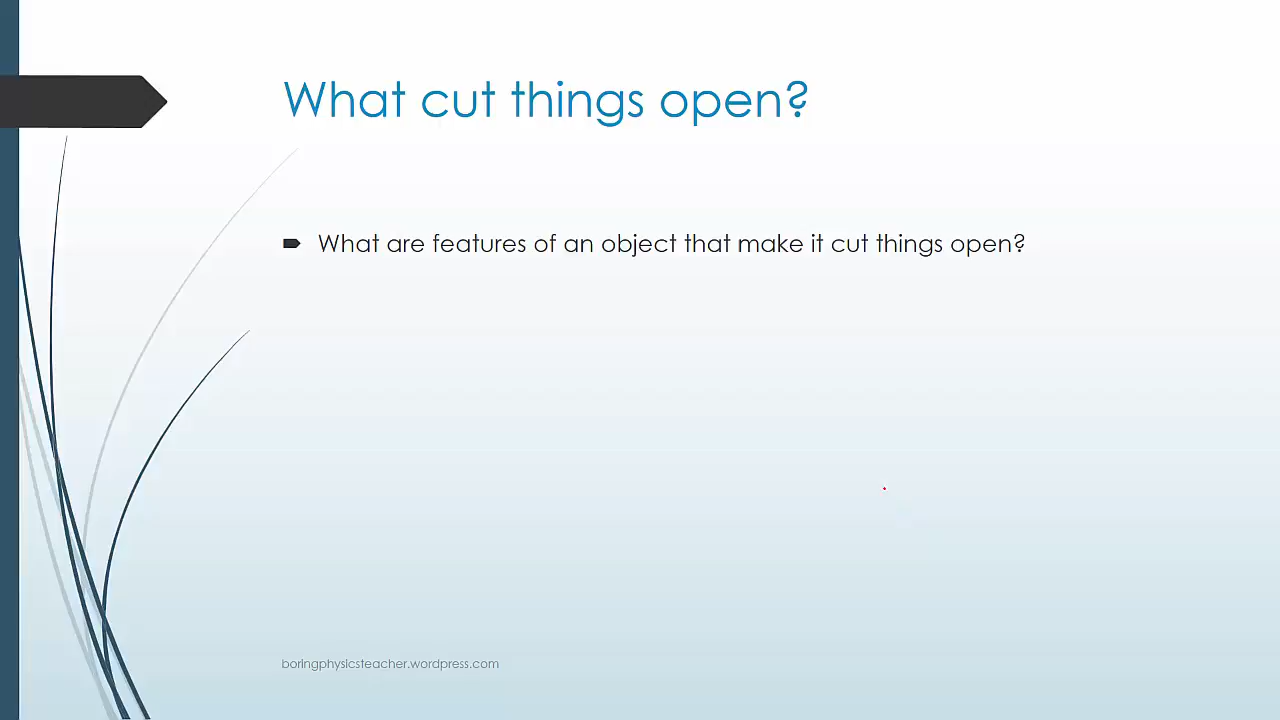 What cut things open?
What are features of an object that make it cut things open?
boringphysicsteacher.wordpress.com